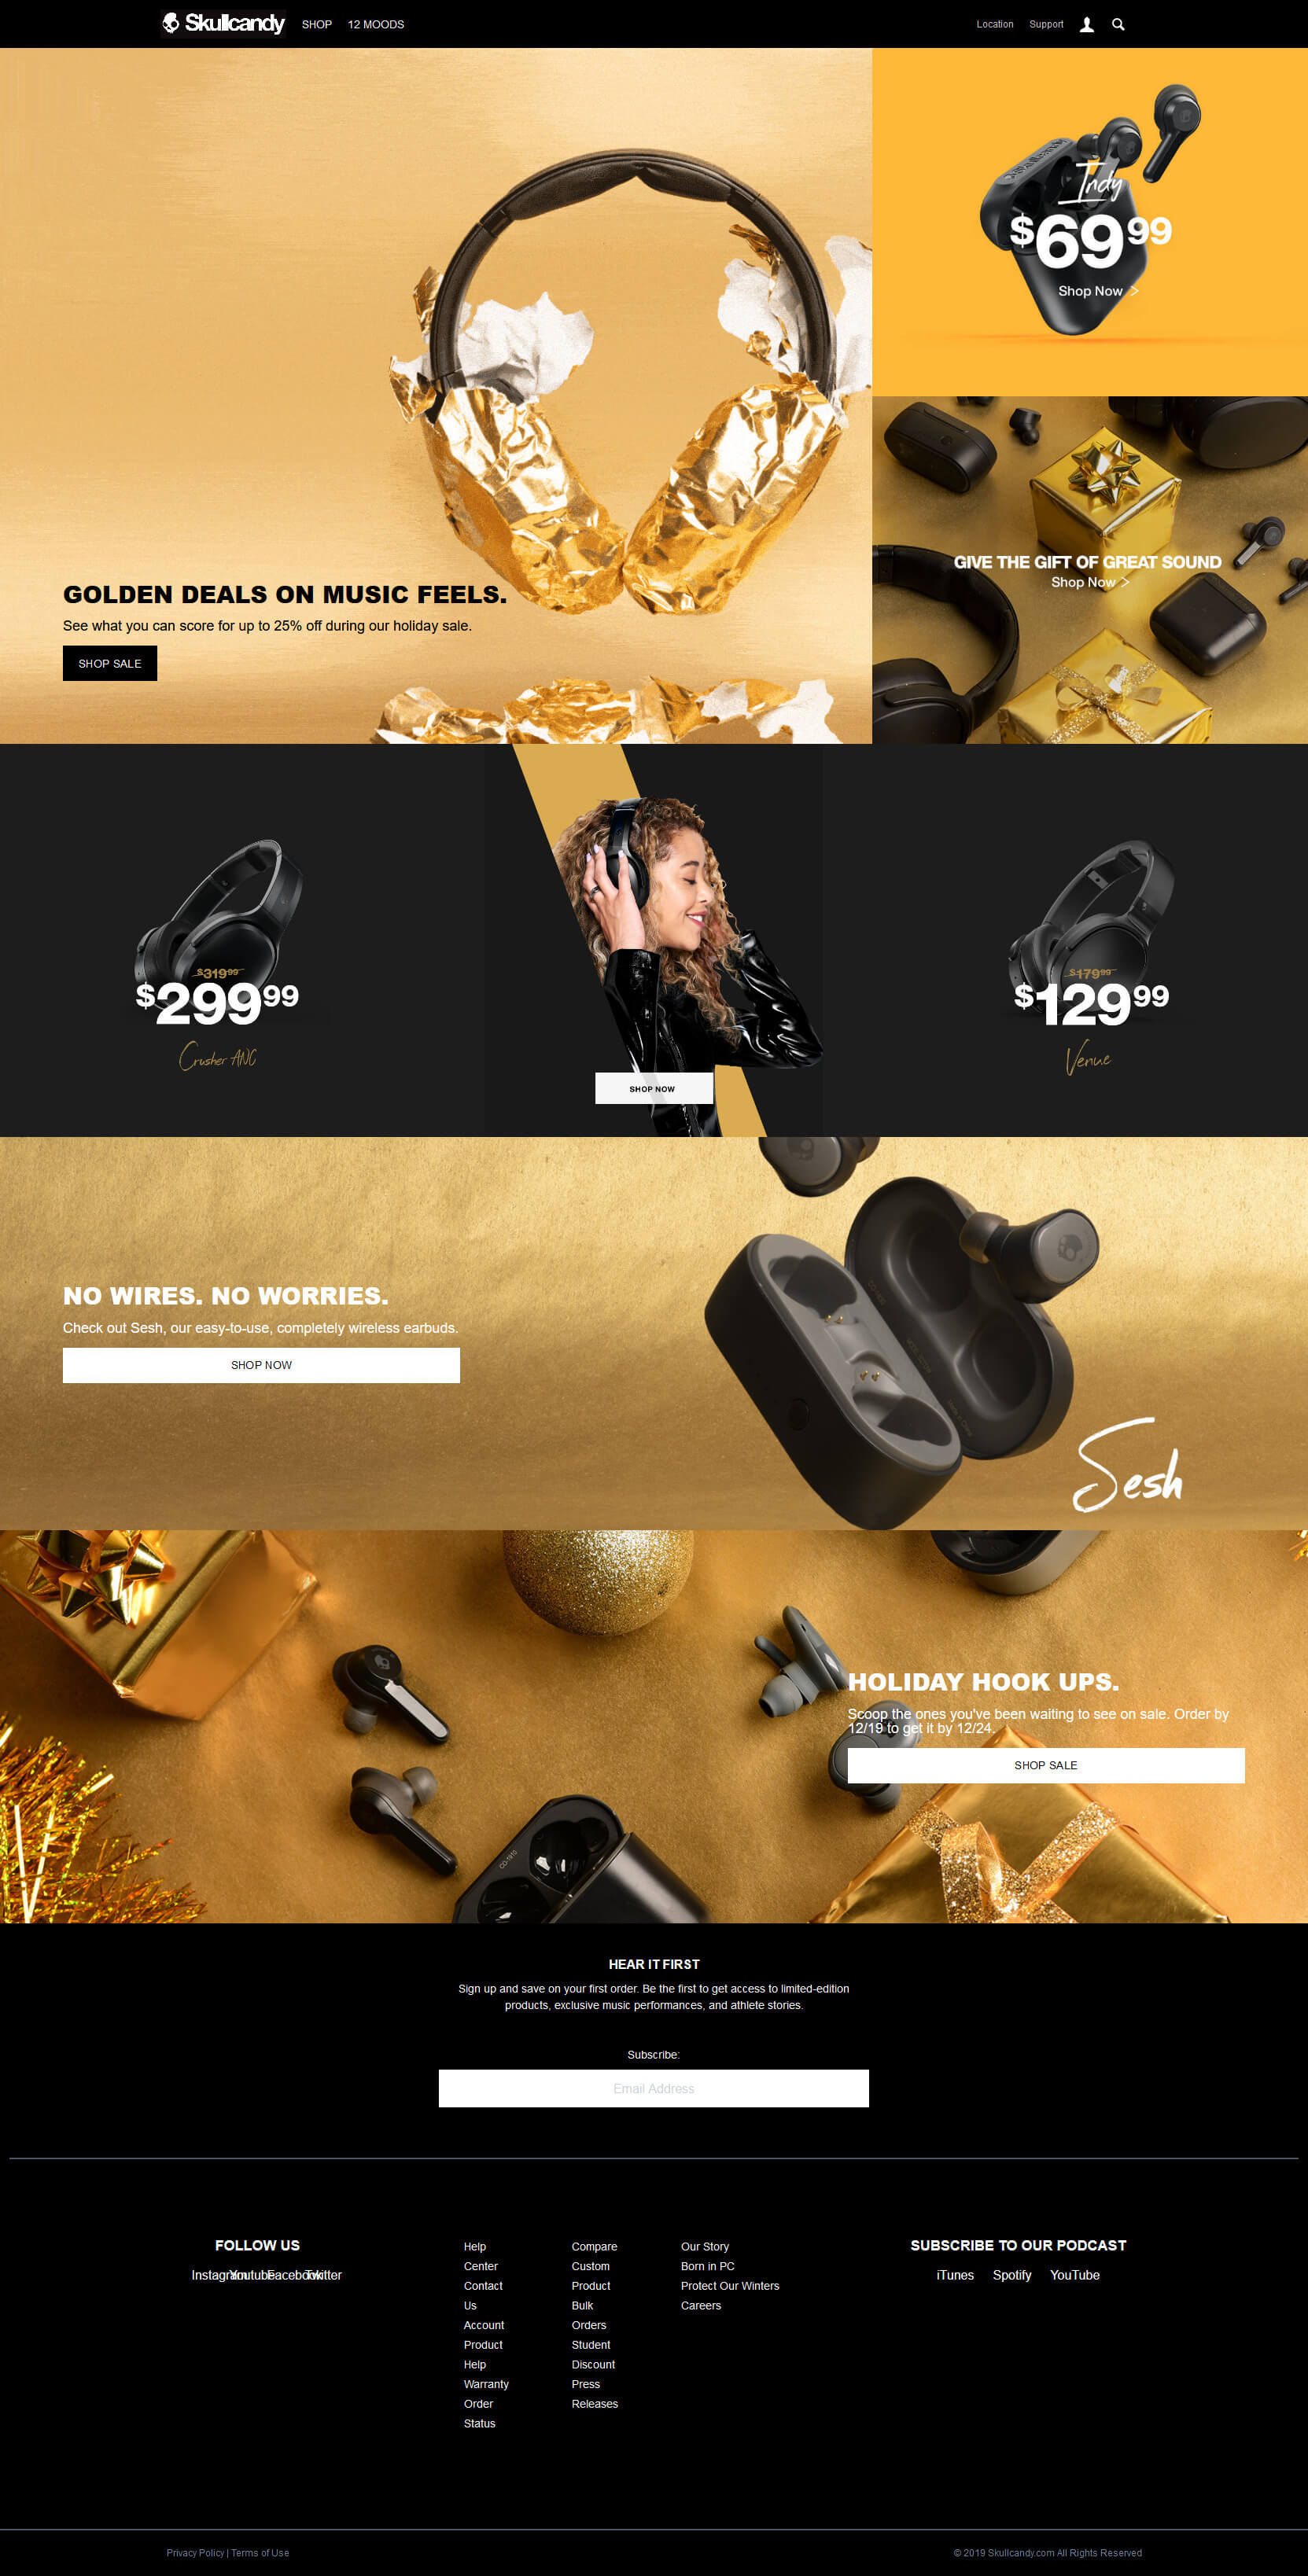 Skullcandy SHOP 12 MOODS Location Support
Indy
$69 99
Shop Now >
GIVE THE GIFT OF GREAT SOUND
Shop Now >
GOLDEN DEALS ON MUSIC FEELS.
See what you can score for up to 25% off during our holiday sale.
SHOP SALE
$319 99
$299 99
Crusher ANC
SHOP NOW
$179 99
$129 99
Venue
NO WIRES. NO WORRIES.
Check out Sesh, our easy-to-use, completely wireless earbuds.
SHOP NOW
Sesh
HOLIDAY HOOK UPS.
Scoop the ones you've been waiting to see on sale. Order by
12/19 to get it by 12/24.
SHOP SALE
HEAR IT FIRST
Sign up and save on your first order. Be the first to get access to limited-edition
products, exclusive music performances, and athlete stories.
Subscribe:
Email Address
FOLLOW US
Instagram Youtube Facebook Twitter
Help
Center
Contact
Us
Account
Product
Help
Warranty
Order
Status
Compare
Custom
Product
Bulk
Orders
Student
Discount
Press
Releases
Our Story
Born in PC
Protect Our Winters
Careers
SUBSCRIBE TO OUR PODCAST
iTunes Spotify YouTube
Privacy Policy | Terms of Use
© 2019 Skullcandy.com All Rights Reserved